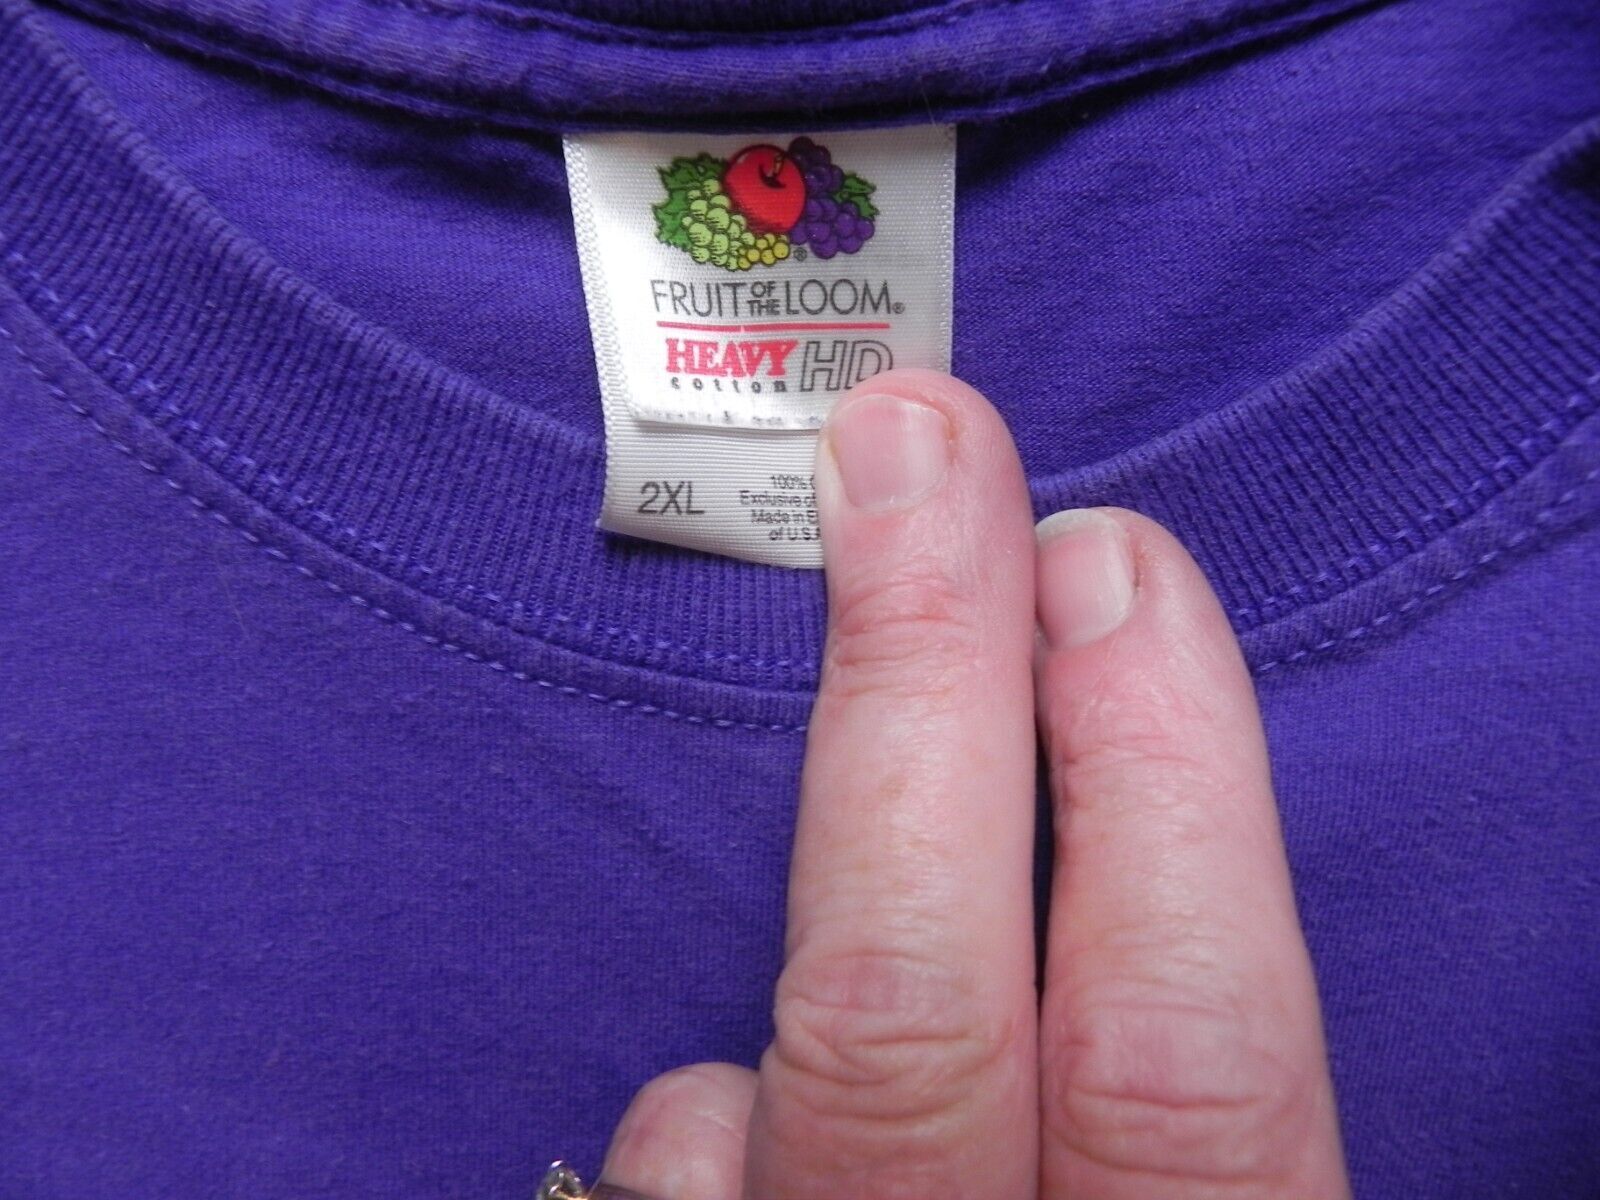 FRUIT OF THE LOOM®
HEAVY HD
cotton
2XL
100%
Exclusive of
Made in
of U.S.